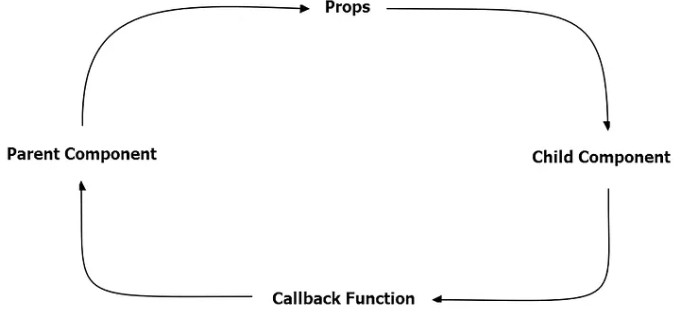 Props
Parent Component
Child Component
Callback Function